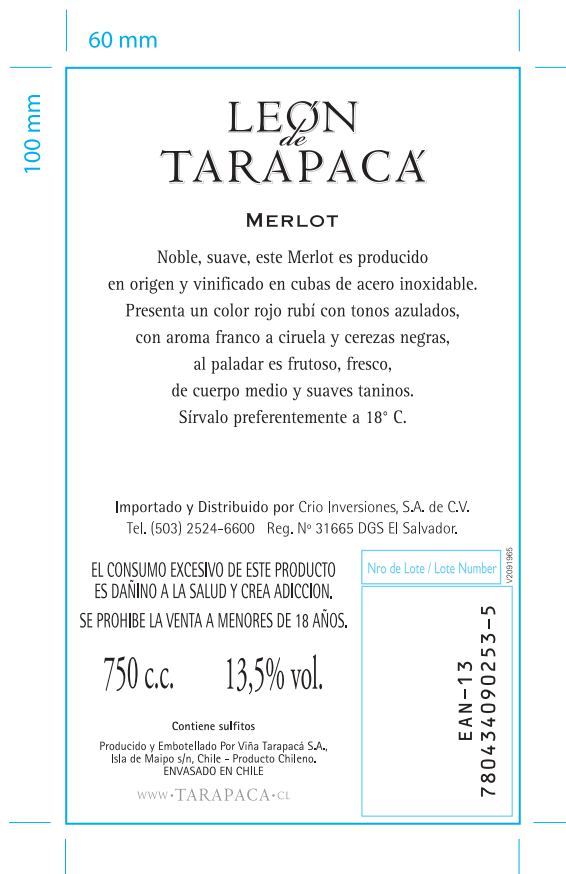 60 mm
100 mm
LEÓN
de
TARAPACÁ
MERLOT
Noble, suave, este Merlot es producido
en origen y vinificado en cubas de acero inoxidable.
Presenta un color rojo rubí con tonos azulados,
con aroma franco a ciruela y cerezas negras,
al paladar es frutoso, fresco,
de cuerpo medio y suaves taninos.
Sírvalo preferentemente a 18° C.
Importado y Distribuido por Crio Inversiones, S.A. de C.V.
Tel. (503) 2524-6600 Reg. Nº 31665 DGS El Salvador.
EL CONSUMO EXCESIVO DE ESTE PRODUCTO
ES DAÑINO A LA SALUD Y CREA ADICCION.
SE PROHIBE LA VENTA A MENORES DE 18 AÑOS.
750 c.c. 13,5% vol.
Contiene sulfitos
Producido y Embotellado Por Viña Tarapacá S.A.,
Isla de Maipo s/n, Chile - Producto Chileno.
ENVASADO EN CHILE
WWW•TARAPACA•CL
Nro de Lote / Lote Number
V2091965
EAN-13
780434090253-5